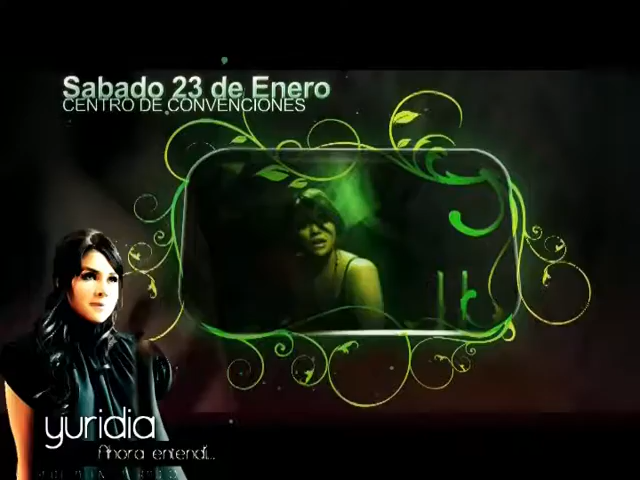 Sabado 23 de Enero
CENTRO DE CONVENCIONES
yuridia
Ahora entendí...